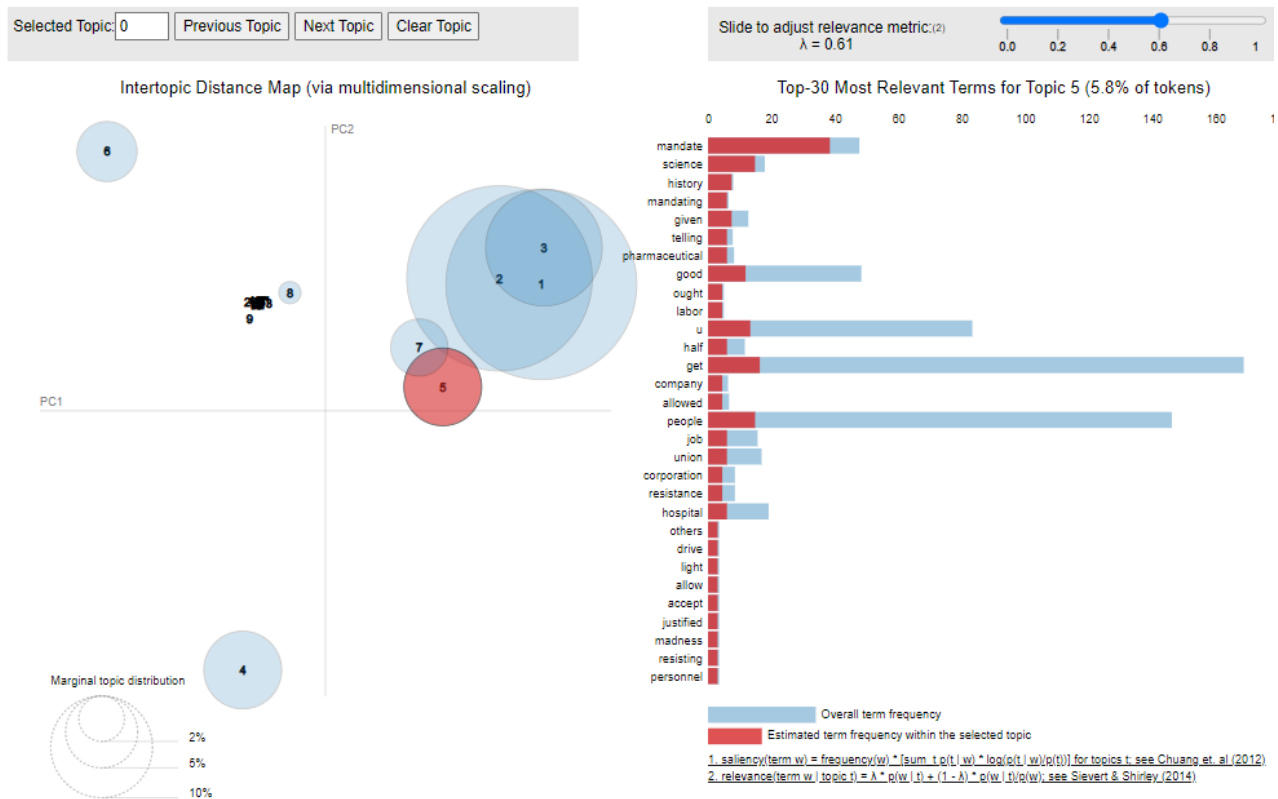 Selected Topic: 0 Previous Topic Next Topic Clear Topic
Slide to adjust relevance metric:(2)
λ = 0.61
0.0 0.2 0.4 0.6 0.8 1
Intertopic Distance Map (via multidimensional scaling)
PC2
PC1
6
3
2
1
8
9
7
5
4
Marginal topic distribution
2%
5%
10%
Top-30 Most Relevant Terms for Topic 5 (5.8% of tokens)
0 20 40 60 80 100 120 140 160
mandate
science
history
mandating
given
telling
pharmaceutical
good
ought
labor
u
half
get
company
allowed
people
job
union
corporation
resistance
hospital
others
drive
light
allow
accept
justified
madness
resisting
personnel
Overall term frequency
Estimated term frequency within the selected topic
1. saliency(term w) = frequency(w) * [sum_t p(t | w) * log(p(t | w)/p(t))] for topics t; see Chuang et. al (2012)
2. relevance(term w | topic t) = λ * p(w | t) + (1 - λ) * p(w | t)/p(w); see Sievert & Shirley (2014)